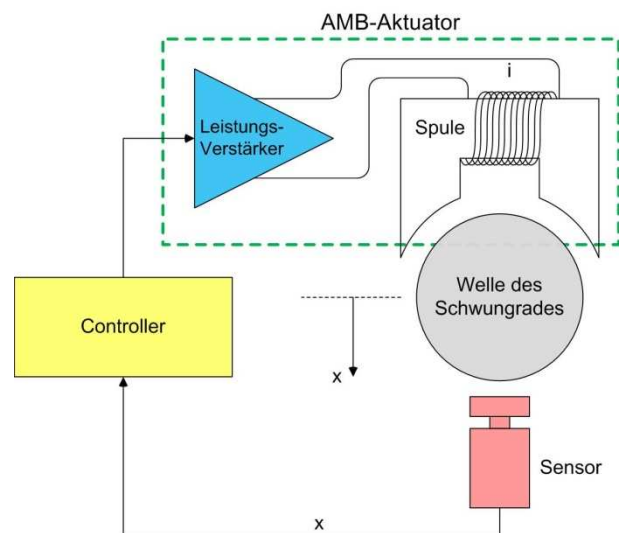 AMB-Aktuator
i
Leistungs-
Verstärker
Spule
Welle des
Schwungrades
Controller
x
Sensor
x